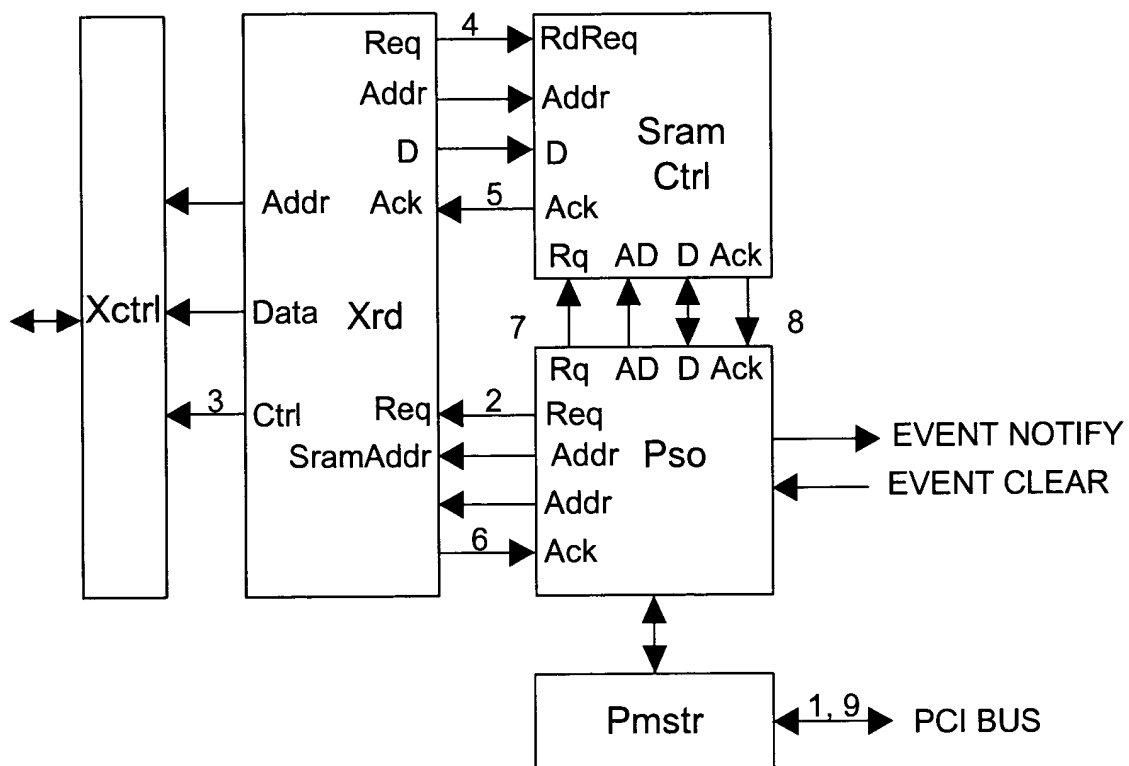 Req 4 RdReq
Addr Addr
D D
Sram
Ctrl
Addr Ack 5 Ack
Rq AD D Ack
Xctrl Data Xrd
7 8
Rq AD D Ack
3 Ctrl Req 2 Req
SramAddr Addr Pso
EVENT NOTIFY
Addr EVENT CLEAR
6 Ack
Pmstr 1, 9 PCI BUS